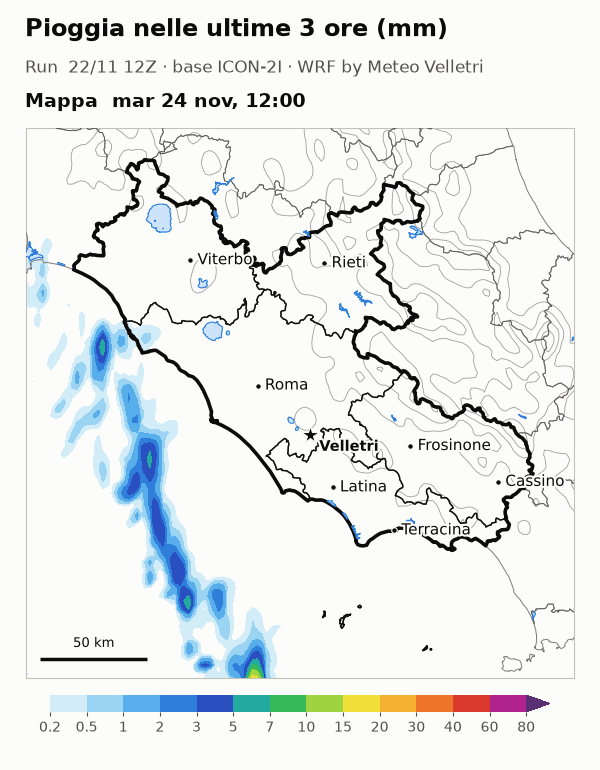 Pioggia nelle ultime 3 ore (mm)
Run 22/11 12Z · base ICON-2I · WRF by Meteo Velletri
Mappa mar 24 nov, 12:00
Viterbo
Rieti
Roma
Velletri
Frosinone
Latina
Cassino
Terracina
50 km
0.2 0.5 1 2 3 5 7 10 15 20 30 40 60 80